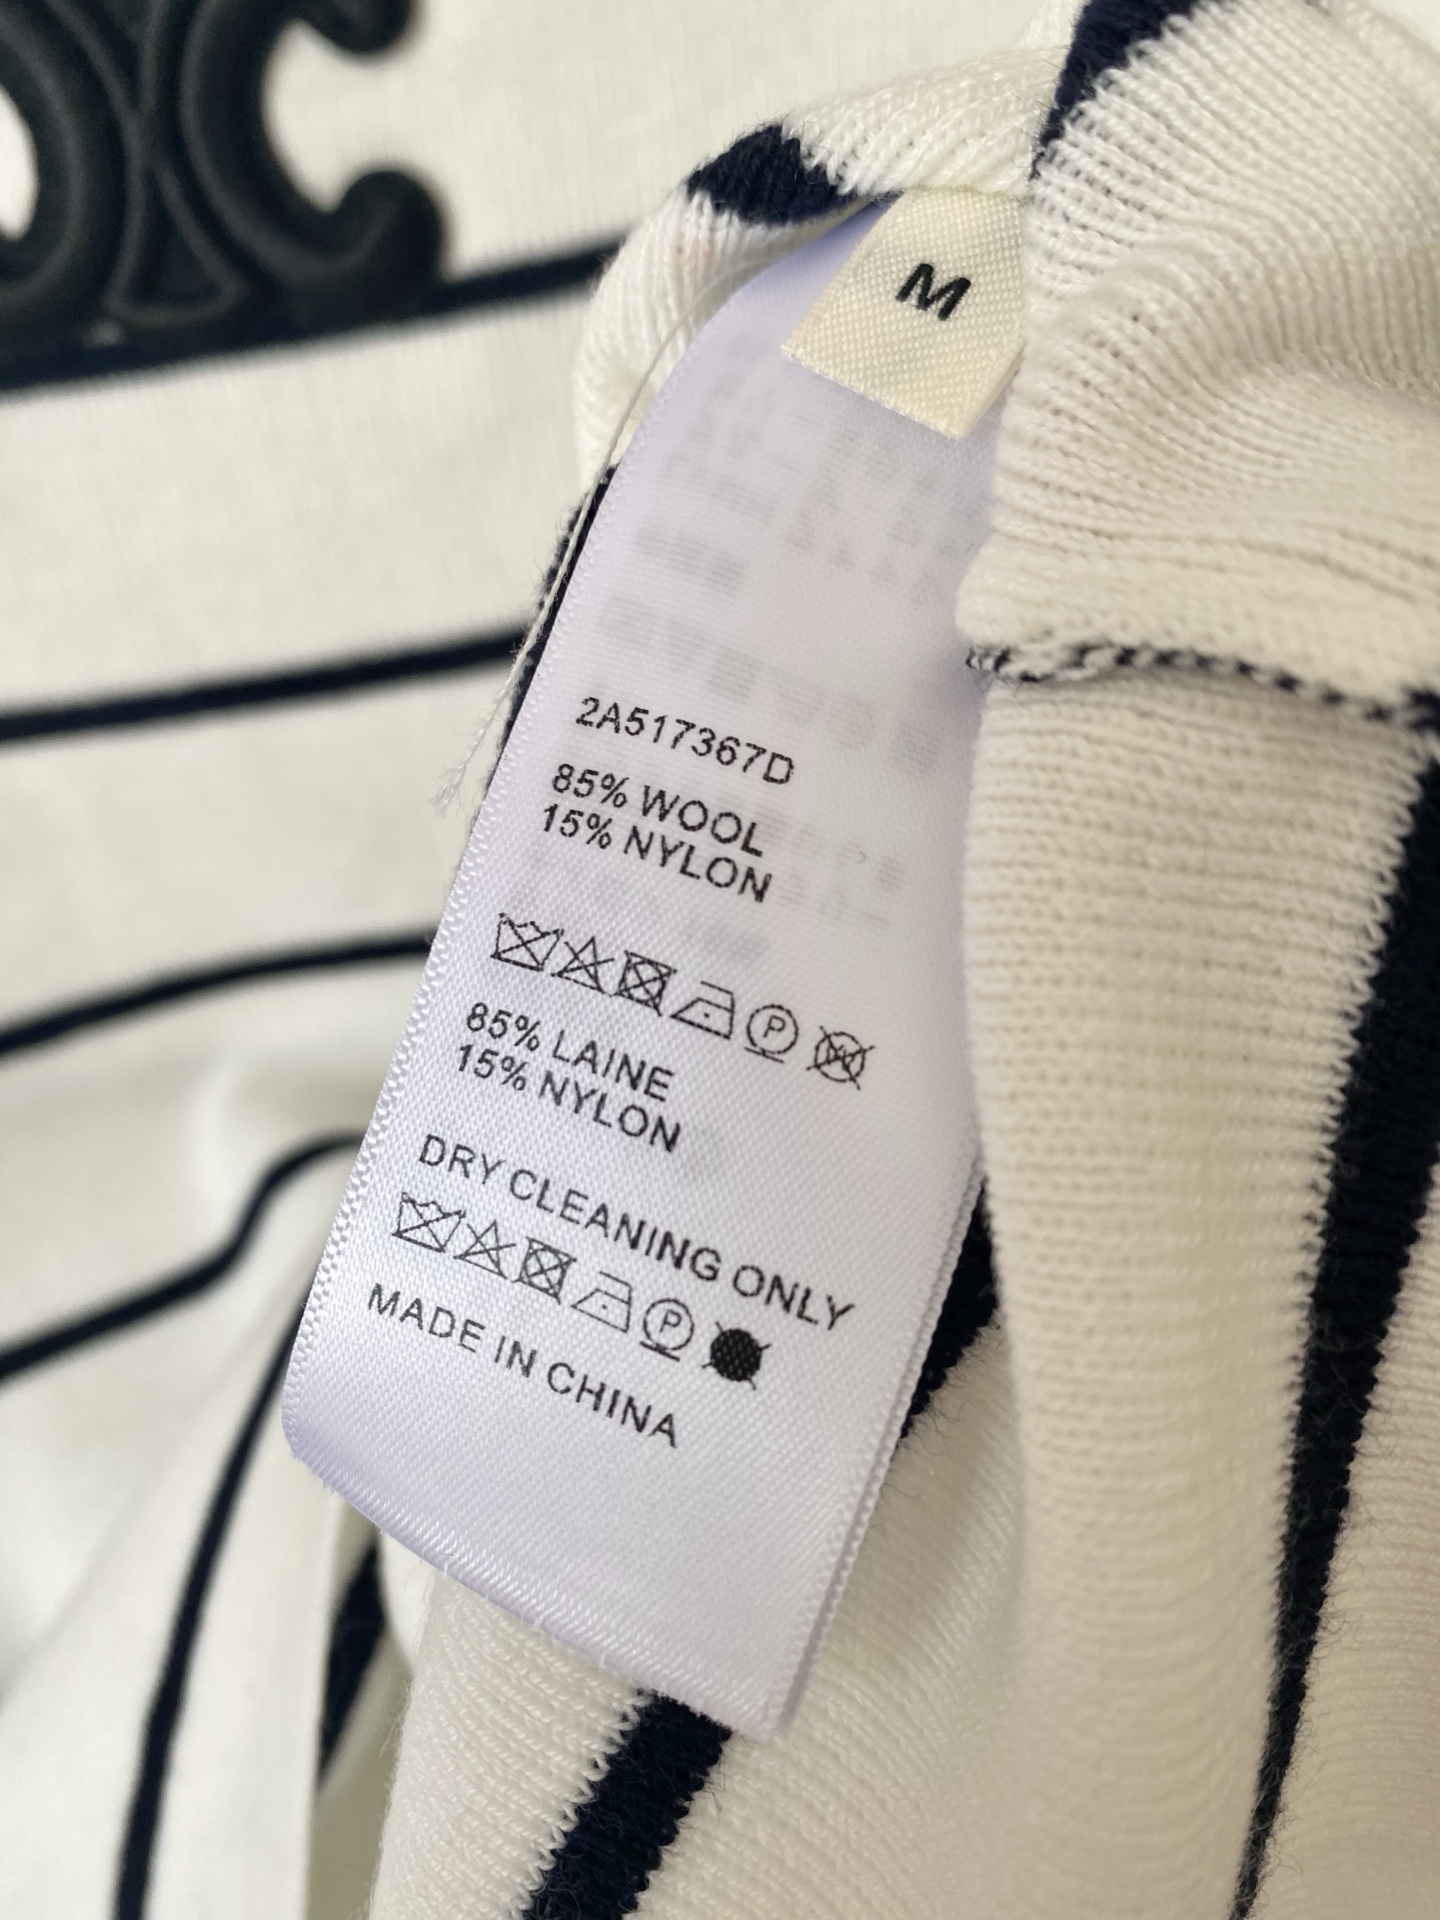 M
2A517367D
85% WOOL
15% NYLON
P W
85% LAINE
15% NYLON
DRY CLEANING ONLY
P
MADE IN CHINA